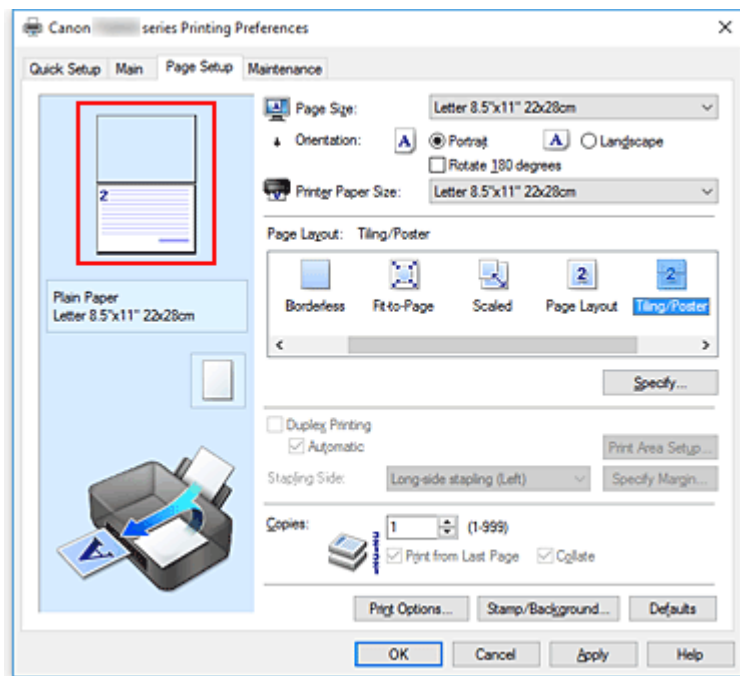 Canon series Printing Preferences
Quick Setup Main Page Setup Maintenance
2
Plain Paper
Letter 8.5"x11" 22x28cm
A
Page Size: Letter 8.5"x11" 22x28cm
Orientation: A Portrait A Landscape
Rotate 180 degrees
Printer Paper Size: Letter 8.5"x11" 22x28cm
Page Layout: Tiling/Poster
2 2
Borderless Fit-to-Page Scaled Page Layout Tiling/Poster
Specify...
Duplex Printing
Automatic Print Area Setup...
Stapling Side: Long-side stapling (Left) Specify Margin...
Copies: 1 (1-999)
Print from Last Page Collate
Print Options... Stamp/Background... Defaults
OK Cancel Apply Help